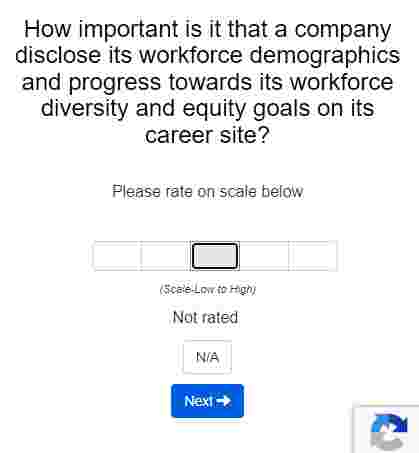 How important is it that a company
disclose its workforce demographics
and progress towards its workforce
diversity and equity goals on its
career site?
Please rate on scale below
(Scale-Low to High)
Not rated
N/A
Next →